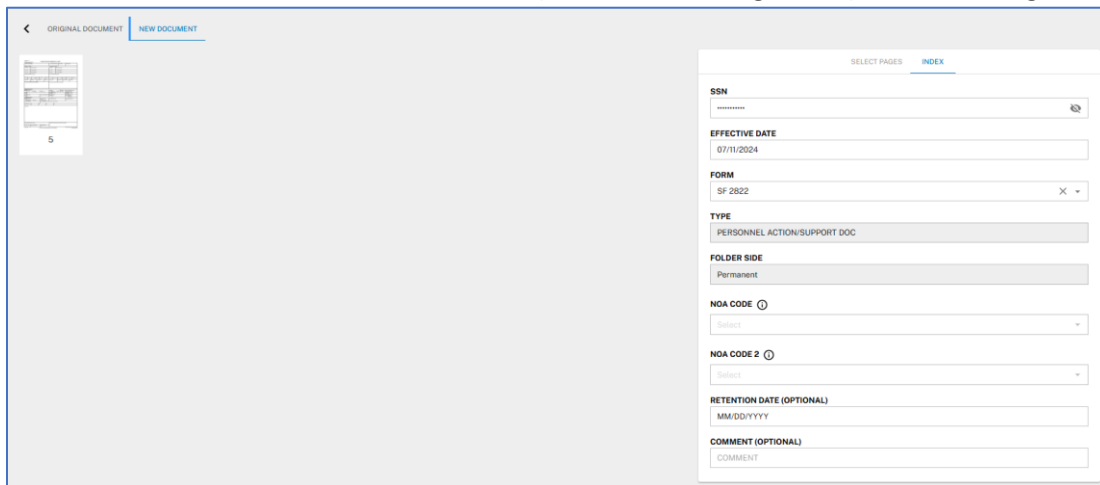 ORIGINAL DOCUMENT NEW DOCUMENT
5
SELECT PAGES INDEX
SSN
···········
EFFECTIVE DATE
07/11/2024
FORM
SF 2822
TYPE
PERSONNEL ACTION/SUPPORT DOC
FOLDER SIDE
Permanent
NOA CODE
Select
NOA CODE 2
Select
RETENTION DATE (OPTIONAL)
MM/DD/YYYY
COMMENT (OPTIONAL)
COMMENT